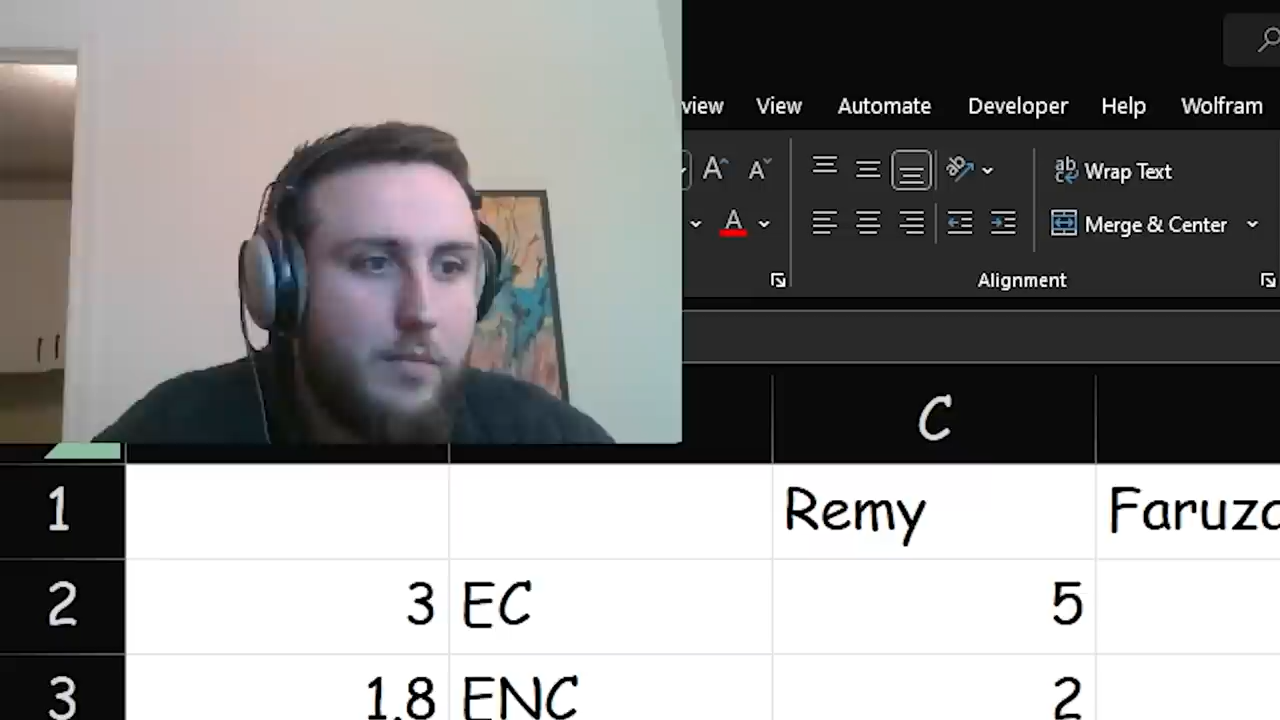 View Automate Developer Help Wolfram
A A ab Wrap Text
A Merge & Center
Alignment
C
1 Remy
2 3 EC 5
3 1.8 ENC 2